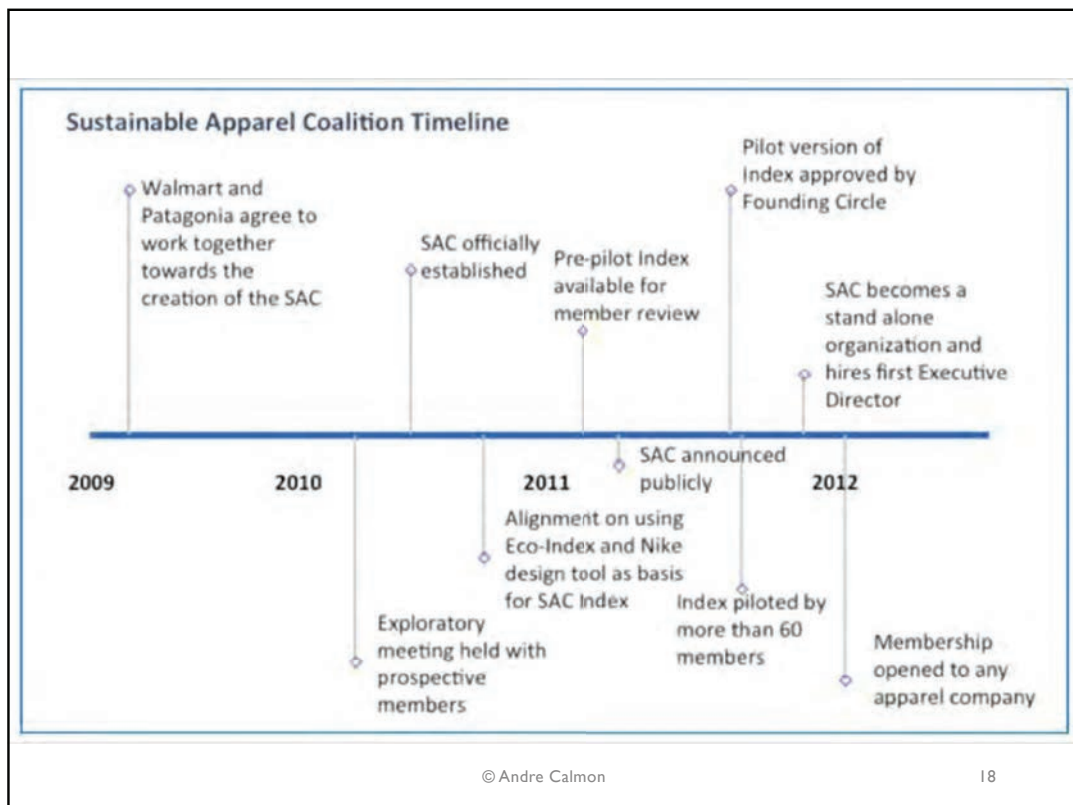 Sustainable Apparel Coalition Timeline
Walmart and
Patagonia agree to
work together
towards the
creation of the SAC
SAC officially
established
Pre-pilot Index
available for
member review
Pilot version of
Index approved by
Founding Circle
SAC becomes a
stand alone
organization and
hires first Executive
Director
2009
2010
2011
2012
SAC announced
publicly
Alignment on using
Eco-Index and Nike
design tool as basis
for SAC Index
Exploratory
meeting held with
prospective
members
Index piloted by
more than 60
members
Membership
opened to any
apparel company
© Andre Calmon
18